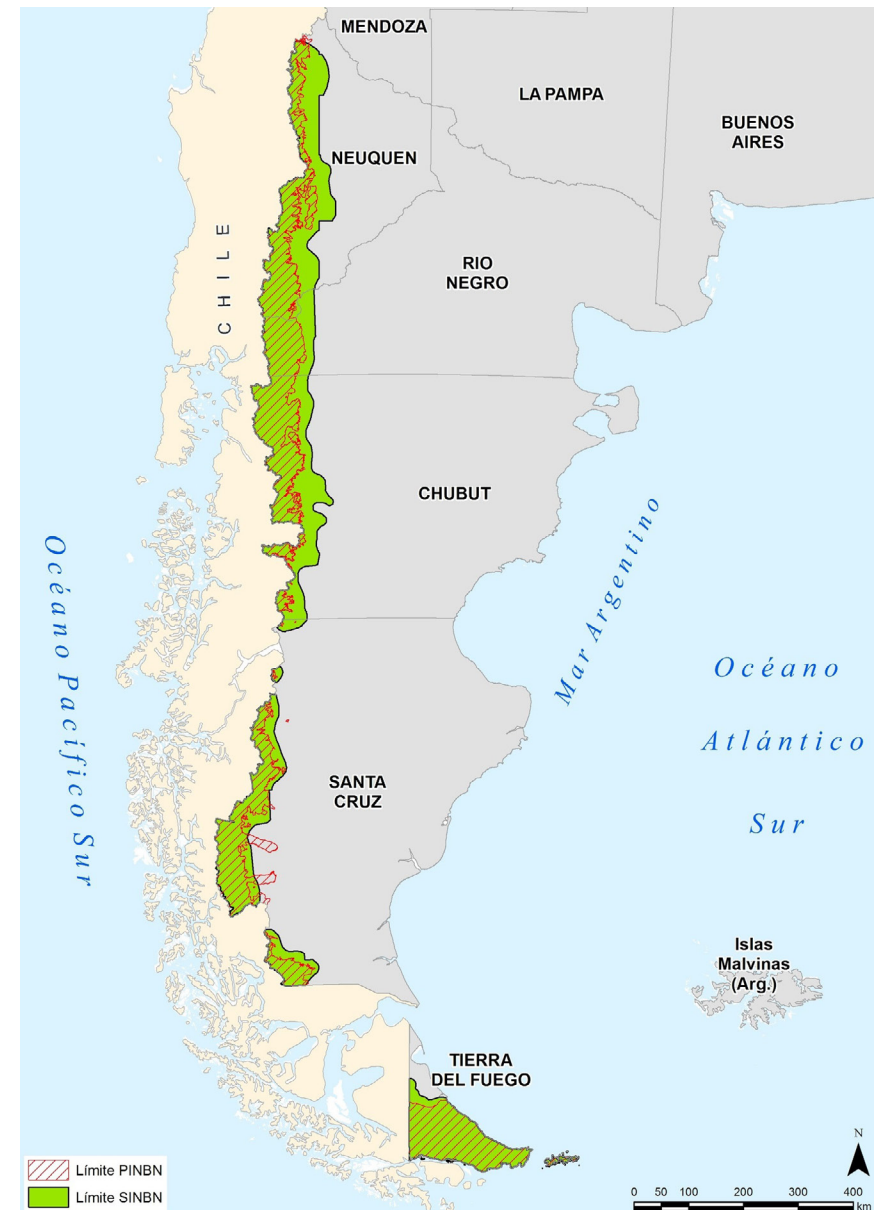 MENDOZA
LA PAMPA
BUENOS
AIRES
NEUQUEN
CHILE
RIO
NEGRO
CHUBUT
Mar Argentino
Océano Pacífico Sur
Océano
Atlántico
Sur
SANTA
CRUZ
Islas
Malvinas
(Arg.)
TIERRA
DEL FUEGO
Límite PINBN
Límite SINBN
N
0 50 100 200 300 400
km